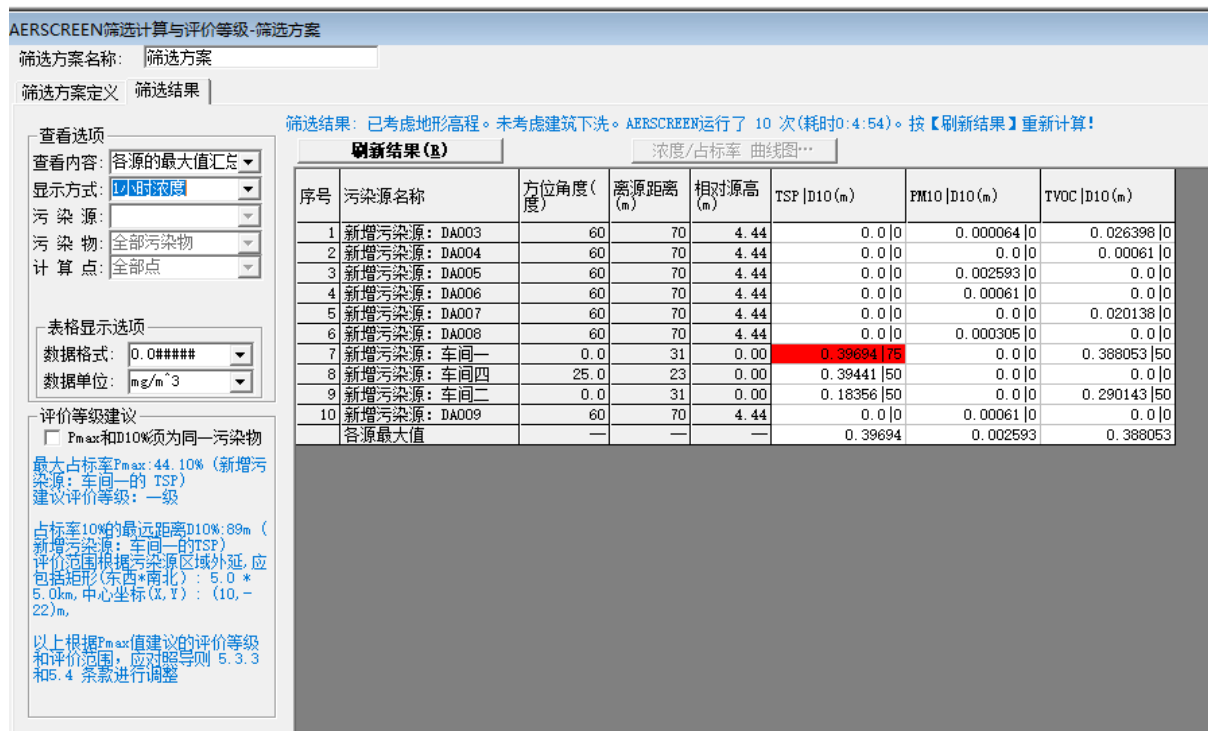 AERSCREEN筛选计算与评价等级-筛选方案
筛选方案名称: 筛选方案
筛选方案定义 筛选结果
筛选结果: 已考虑地形高程。未考虑建筑下洗。AERSCREEN运行了 10 次(耗时0:4:54)。按【刷新结果】重新计算!
刷新结果(R) 浓度/占标率 曲线图…
查看选项
查看内容: 各源的最大值汇总
显示方式: 1小时浓度
污 染 源:
污 染 物: 全部污染物
计 算 点: 全部点
表格显示选项
数据格式: 0.0#####
数据单位: mg/m^3
评价等级建议
Pmax和D10%须为同一污染物
最大占标率Pmax:44.10% (新增污
染源: 车间一的 TSP)
建议评价等级: 一级
占标率10%的最远距离D10%:89m (
新增污染源: 车间一的TSP)
评价范围根据污染源区域外延,应
包括矩形(东西*南北) : 5.0 *
5.0km,中心坐标(X,Y) : (10,-
22)m,
以上根据Pmax值建议的评价等级
和评价范围, 应对照导则 5.3.3
和5.4 条款进行调整
序号 污染源名称 方位角度(度) 离源距离(m) 相对源高(m) TSP|D10(m) PM10|D10(m) TVOC|D10(m)
1 新增污染源: DA003 60 70 4.44 0.0|0 0.000064|0 0.026398|0
2 新增污染源: DA004 60 70 4.44 0.0|0 0.0|0 0.00061|0
3 新增污染源: DA005 60 70 4.44 0.0|0 0.002593|0 0.0|0
4 新增污染源: DA006 60 70 4.44 0.0|0 0.00061|0 0.0|0
5 新增污染源: DA007 60 70 4.44 0.0|0 0.0|0 0.020138|0
6 新增污染源: DA008 60 70 4.44 0.0|0 0.000305|0 0.0|0
7 新增污染源: 车间一 0.0 31 0.00 0.39694|75 0.0|0 0.388053|50
8 新增污染源: 车间四 25.0 23 0.00 0.39441|50 0.0|0 0.0|0
9 新增污染源: 车间二 0.0 31 0.00 0.18356|50 0.0|0 0.290143|50
10 新增污染源: DA009 60 70 4.44 0.0|0 0.00061|0 0.0|0
各源最大值 — — — 0.39694 0.002593 0.388053